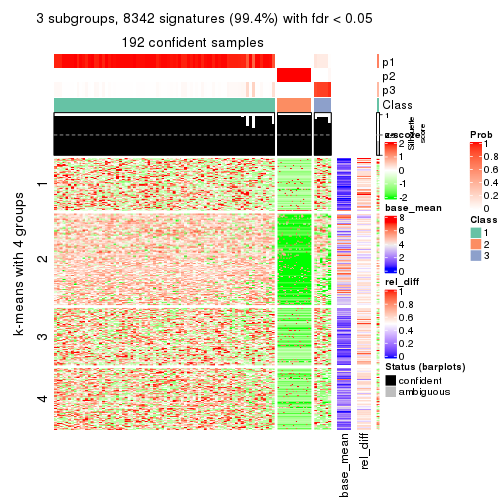 3 subgroups, 8342 signatures (99.4%) with fdr < 0.05
192 confident samples
p1
p2
p3
Class
1
Silhouette
score
k-means with 4 groups
1
2
3
4
base_mean
rel_diff
z-score
2
1
0
-1
-2
base_mean
8
6
4
2
0
rel_diff
1
0.8
0.6
0.4
0.2
0
Status (barplots)
confident
ambiguous
Prob
1
0.8
0.6
0.4
0.2
0
Class
1
2
3